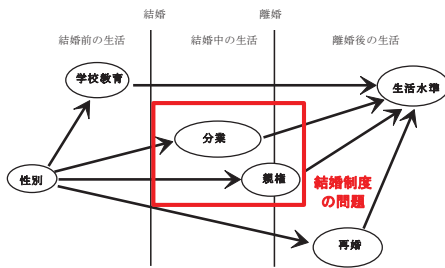 結婚
離婚
結婚前の生活
結婚中の生活
離婚後の生活
学校教育
生活水準
分業
性別
親権
結婚制度
の問題
再婚